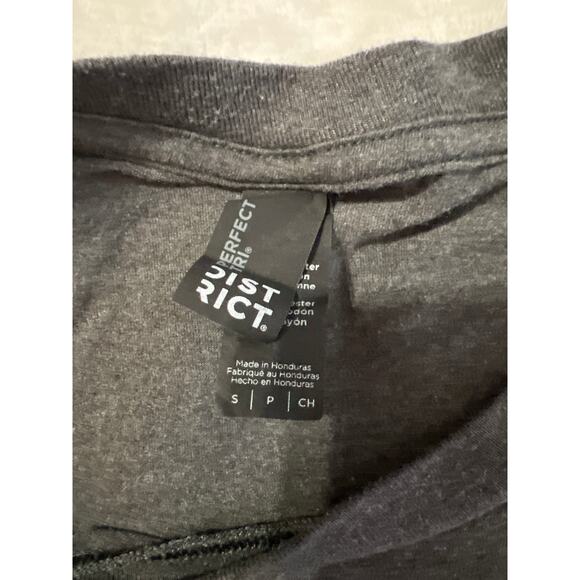 PERFECT
TRI®
DIST
RICT®
Made in Honduras
Fabriqué au Honduras
Hecho en Honduras
S | P | CH